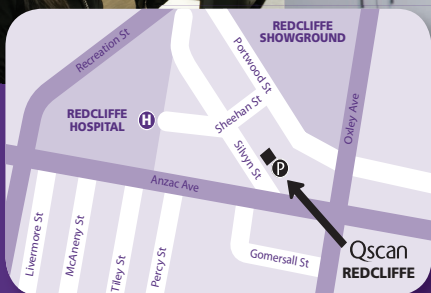 Recreation St
REDCLIFFE
SHOWGROUND
Portwood St
REDCLIFFE
HOSPITAL
H
Sheehan St
Oxley Ave
Silvyn St
P
Anzac Ave
Livermore St
McAneny St
Tiley St
Percy St
Gomersall St
Qscan
REDCLIFFE